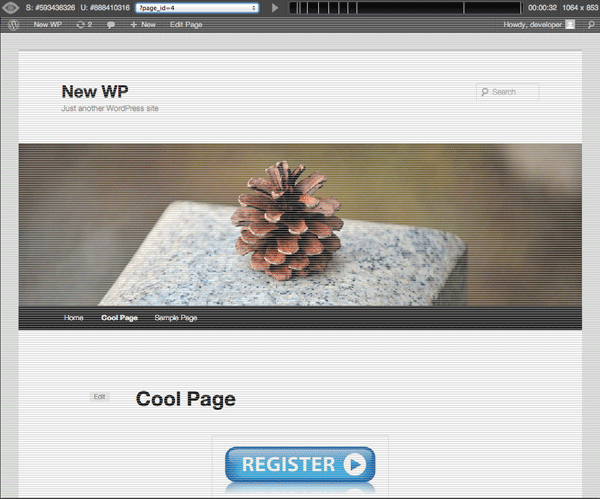 S: #593438326 U: #888410316 ?page_id=4 00:00:32 1064 x 853
New WP 2 + New Edit Page Howdy, developer
New WP
Just another WordPress site
Search
Home Cool Page Sample Page
Edit
Cool Page
REGISTER